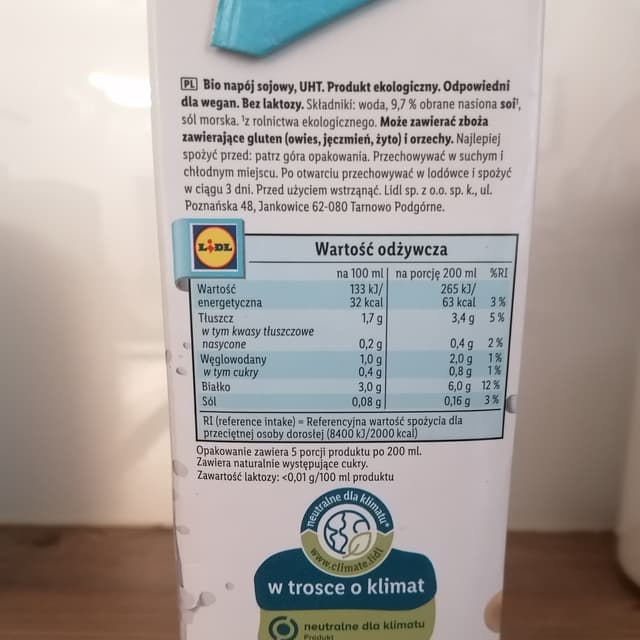 PL Bio napój sojowy, UHT. Produkt ekologiczny. Odpowiedni
dla wegan. Bez laktozy. Składniki: woda, 9,7 % obrane nasiona soi¹,
sól morska. ¹z rolnictwa ekologicznego. Może zawierać zboża
zawierające gluten (owies, jęczmień, żyto) i orzechy. Najlepiej
spożyć przed: patrz góra opakowania. Przechowywać w suchym i
chłodnym miejscu. Po otwarciu przechowywać w lodówce i spożyć
w ciągu 3 dni. Przed użyciem wstrząsnąć. Lidl sp. z o.o. sp. k., ul.
Poznańska 48, Jankowice 62-080 Tarnowo Podgórne.
LIDL
Wartość odżywcza
na 100 ml na porcję 200 ml %RI
Wartość 133 kJ/ 265 kJ/
energetyczna 32 kcal 63 kcal 3 %
Tłuszcz 1,7 g 3,4 g 5 %
w tym kwasy tłuszczowe
nasycone 0,2 g 0,4 g 2 %
Węglowodany 1,0 g 2,0 g 1 %
w tym cukry 0,4 g 0,8 g 1 %
Białko 3,0 g 6,0 g 12 %
Sól 0,08 g 0,16 g 3 %
RI (reference intake) = Referencyjna wartość spożycia dla
przeciętnej osoby dorosłej (8400 kJ/2000 kcal)
Opakowanie zawiera 5 porcji produktu po 200 ml.
Zawiera naturalnie występujące cukry.
Zawartość laktozy: <0,01 g/100 ml produktu
neutralne dla klimatu*
www.climate.lidl
w trosce o klimat
neutralne dla klimatu
Produkt